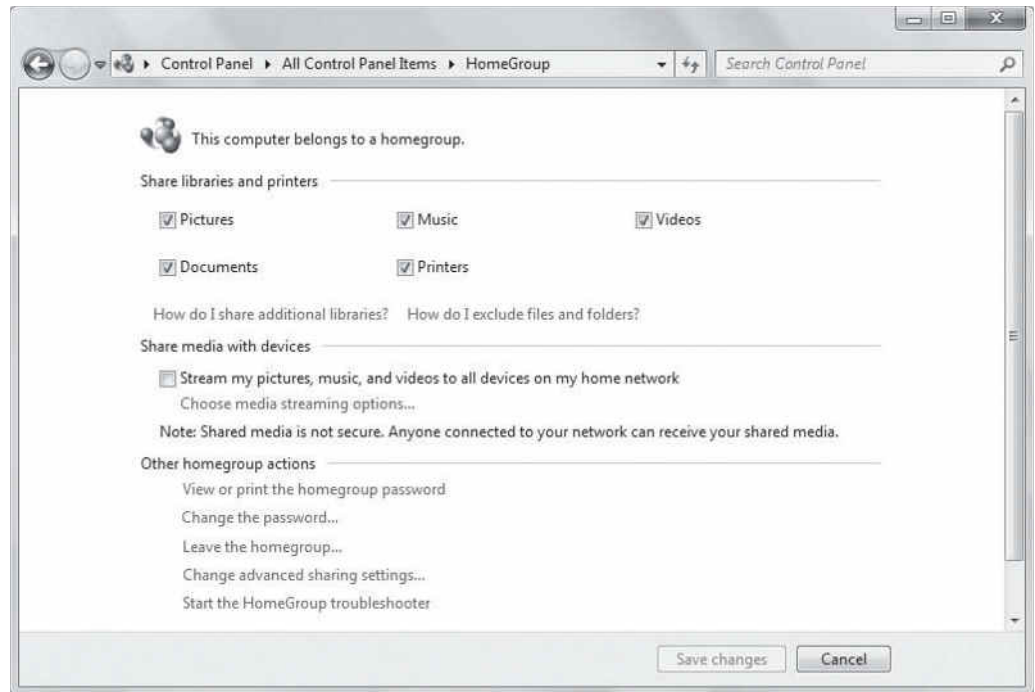 Control Panel ▸ All Control Panel Items ▸ HomeGroup
Search Control Panel
This computer belongs to a homegroup.
Share libraries and printers
Pictures Music Videos
Documents Printers
How do I share additional libraries? How do I exclude files and folders?
Share media with devices
Stream my pictures, music, and videos to all devices on my home network
Choose media streaming options...
Note: Shared media is not secure. Anyone connected to your network can receive your shared media.
Other homegroup actions
View or print the homegroup password
Change the password...
Leave the homegroup...
Change advanced sharing settings...
Start the HomeGroup troubleshooter
Save changes Cancel